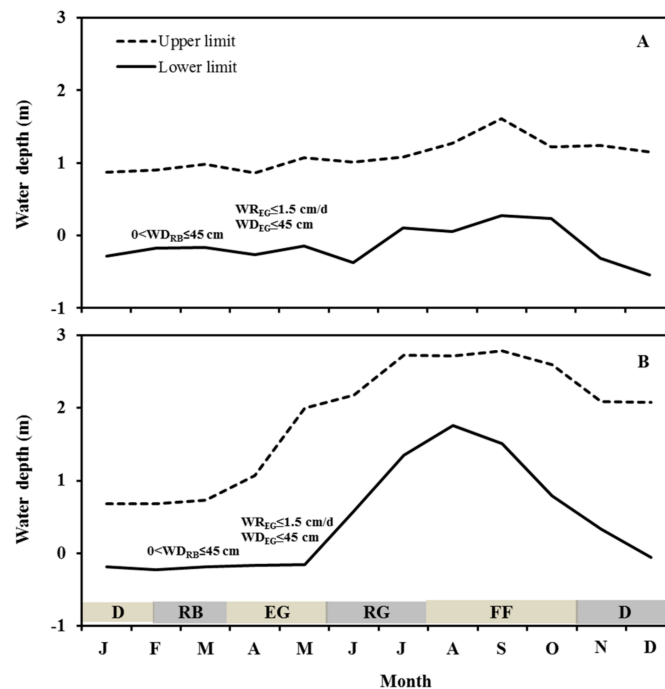 3
Upper limit
A
Lower limit
2
Water depth (m)
1
WR_EG≤1.5 cm/d
0<WD_RB≤45 cm
WD_EG≤45 cm
0
-1
3
B
2
Water depth (m)
1
WR_EG≤1.5 cm/d
0<WD_RB≤45 cm
WD_EG≤45 cm
0
D RB EG RG FF D
-1
J F M A M J J A S O N D
Month